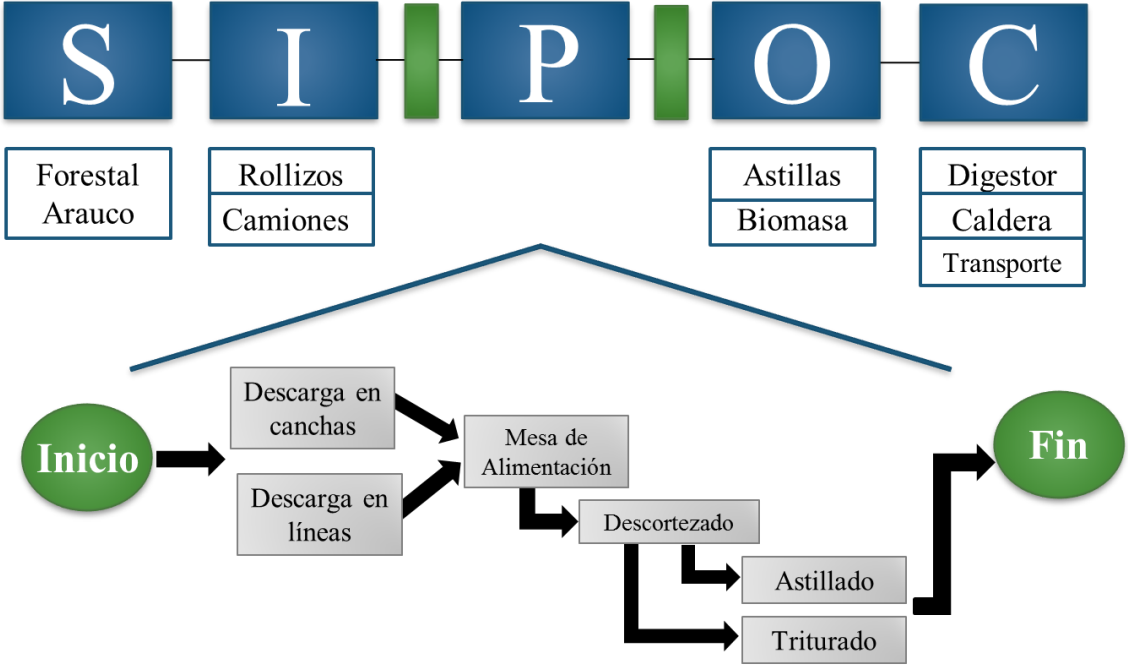 S I P O C
Forestal
Arauco
Rollizos
Camiones
Astillas
Biomasa
Digestor
Caldera
Transporte
Inicio
Descarga en
canchas
Descarga en
líneas
Mesa de
Alimentación
Descortezado
Astillado
Triturado
Fin